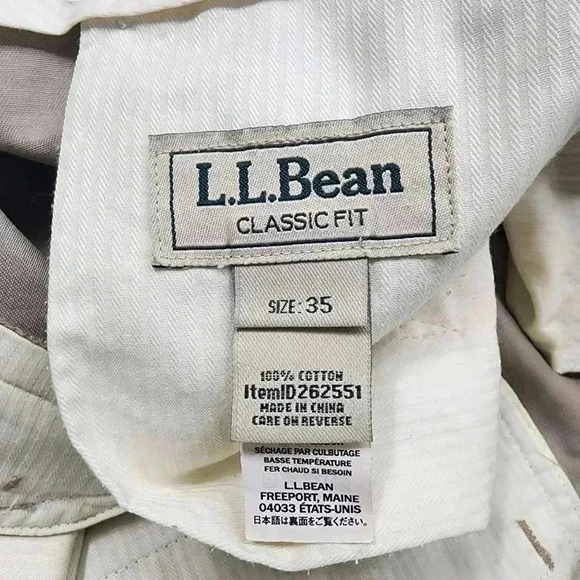 L.L.Bean
CLASSIC FIT
SIZE: 35
100% COTTON
ItemID262551
MADE IN CHINA
CARE ON REVERSE
SÉCHAGE PAR CULBUTAGE
BASSE TEMPÉRATURE
FER CHAUD SI BESOIN
L.L.BEAN
FREEPORT, MAINE
04033 ÉTATS-UNIS
日本語は裏面をご覧ください。